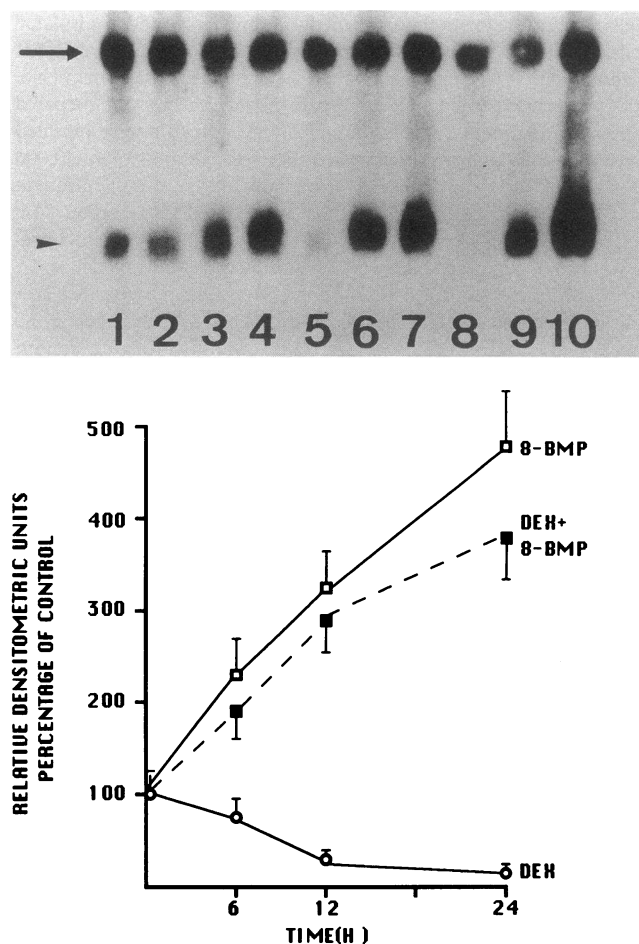 1 2 3 4 5 6 7 8 9 10
RELATIVE DENSITOMETRIC UNITS
PERCENTAGE OF CONTROL
500
400
300
200
100
8-BMP
DEX+
8-BMP
DEX
6 12 24
TIME(H )